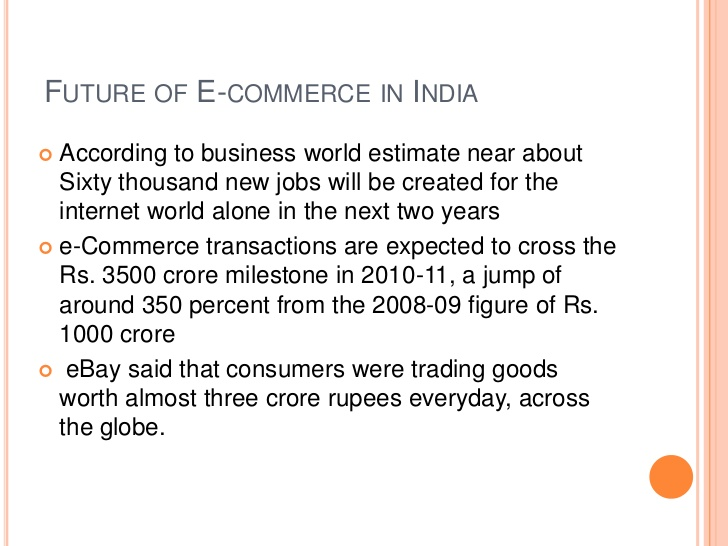 FUTURE OF E-COMMERCE IN INDIA
According to business world estimate near about
Sixty thousand new jobs will be created for the
internet world alone in the next two years
e-Commerce transactions are expected to cross the
Rs. 3500 crore milestone in 2010-11, a jump of
around 350 percent from the 2008-09 figure of Rs.
1000 crore
eBay said that consumers were trading goods
worth almost three crore rupees everyday, across
the globe.